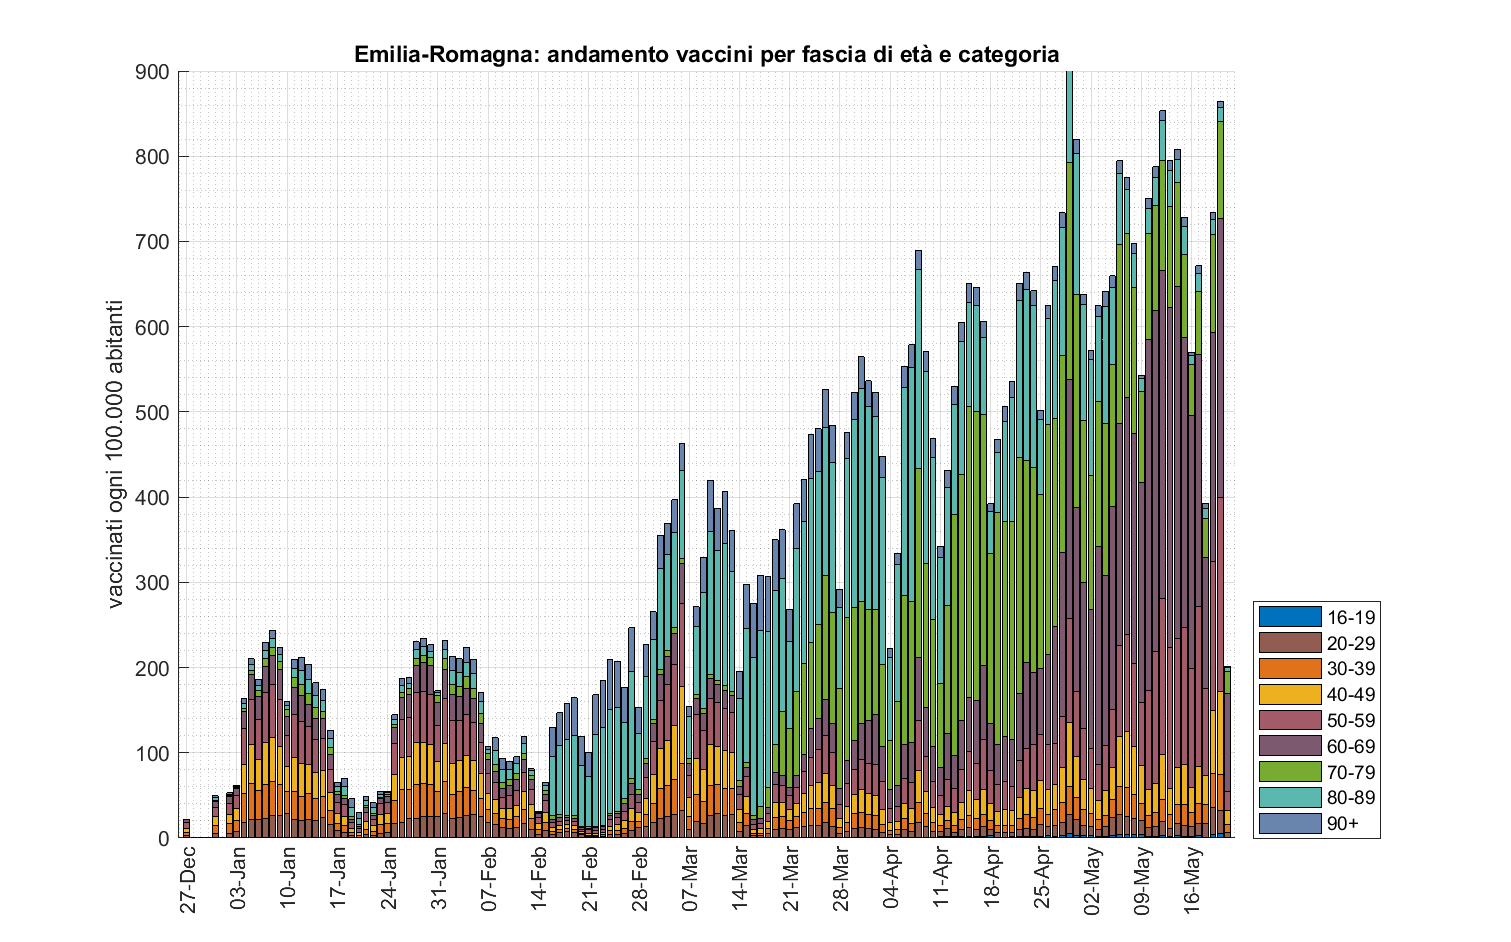 Emilia-Romagna: andamento vaccini per fascia di età e categoria
vaccinati ogni 100.000 abitanti
900
800
700
600
500
400
300
200
100
0
27-Dec
03-Jan
10-Jan
17-Jan
24-Jan
31-Jan
07-Feb
14-Feb
21-Feb
28-Feb
07-Mar
14-Mar
21-Mar
28-Mar
04-Apr
11-Apr
18-Apr
25-Apr
02-May
09-May
16-May
16-19
20-29
30-39
40-49
50-59
60-69
70-79
80-89
90+